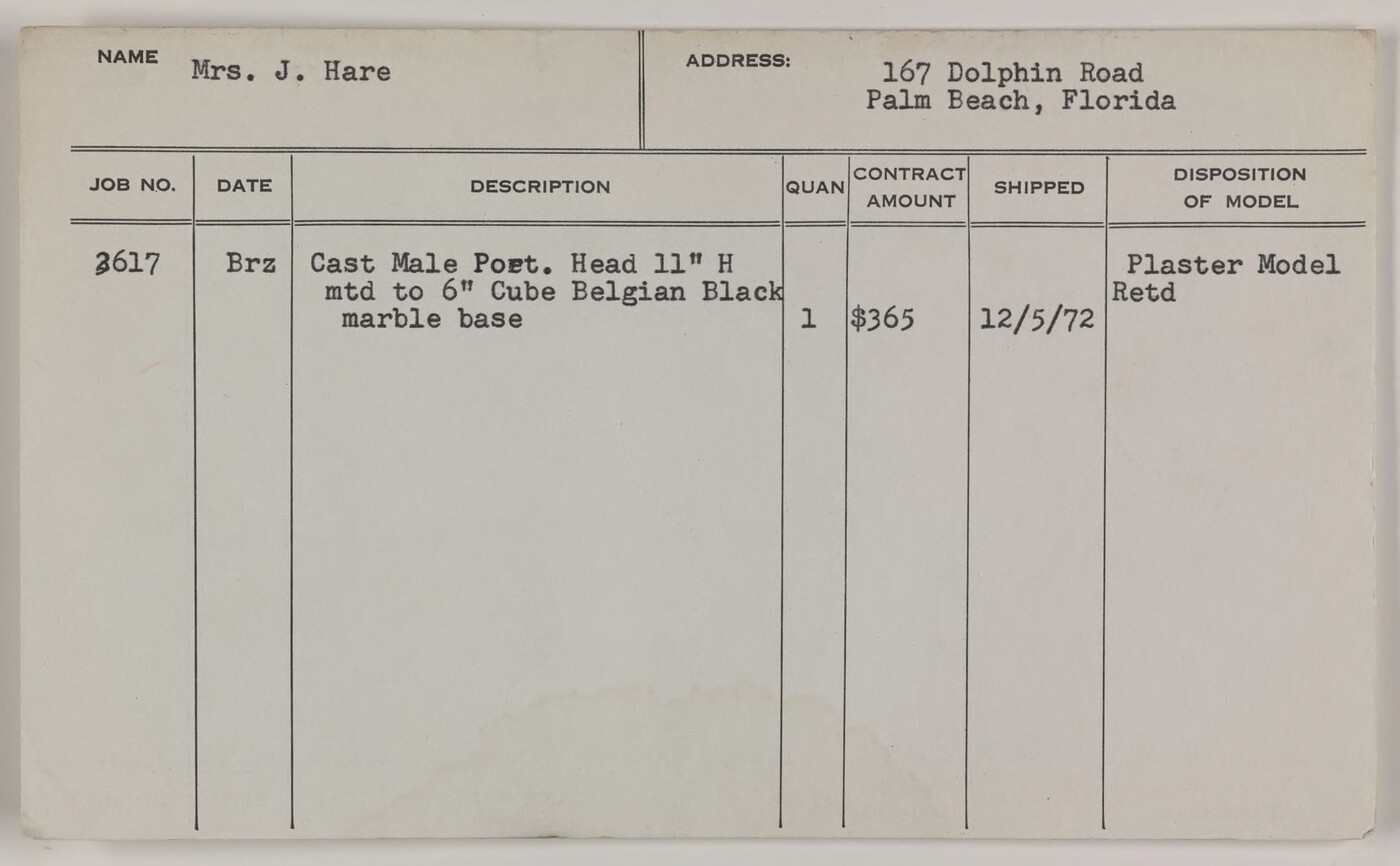 NAME Mrs. J. Hare
ADDRESS: 167 Dolphin Road
Palm Beach, Florida
JOB NO. DATE DESCRIPTION QUAN CONTRACT AMOUNT SHIPPED DISPOSITION OF MODEL
3617 Brz Cast Male Port. Head 11" H Plaster Model
mtd to 6" Cube Belgian Black Retd
marble base 1 $365 12/5/72